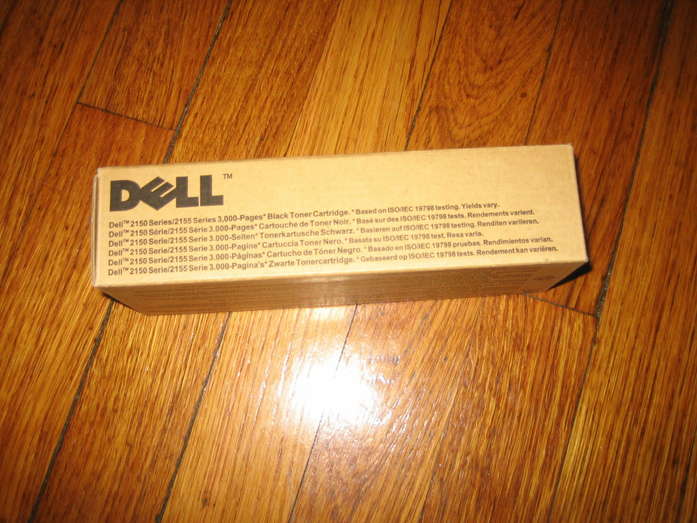 DELL™
Dell™ 2150 Series/2155 Series 3,000-Pages* Black Toner Cartridge. * Based on ISO/IEC 19798 testing. Yields vary.
Dell™ 2150 Série/2155 Série 3,000-Pages* Cartouche de Toner Noir. * Basé sur des ISO/IEC 19798 tests. Rendements varient.
Dell™ 2150 Serie/2155 Serie 3,000-Seiten* Tonerkartusche Schwarz. * Basieren auf ISO/IEC 19798 testing. Renditen variieren.
Dell™ 2150 Serie/2155 Serie 3,000-Pagine* Cartuccia Toner Nero. * Basata su ISO/IEC 19798 test. Resa varia.
Dell™ 2150 Serie/2155 Serie 3,000-Páginas* Cartucho de Tóner Negro. * Basado en ISO/IEC 19798 pruebas. Rendimientos varían.
Dell™ 2150 Serie/2155 Serie 3,000-Pagina's* Zwarte Tonercartridge. * Gebaseerd op ISO/IEC 19798 tests. Rendement kan variëren.